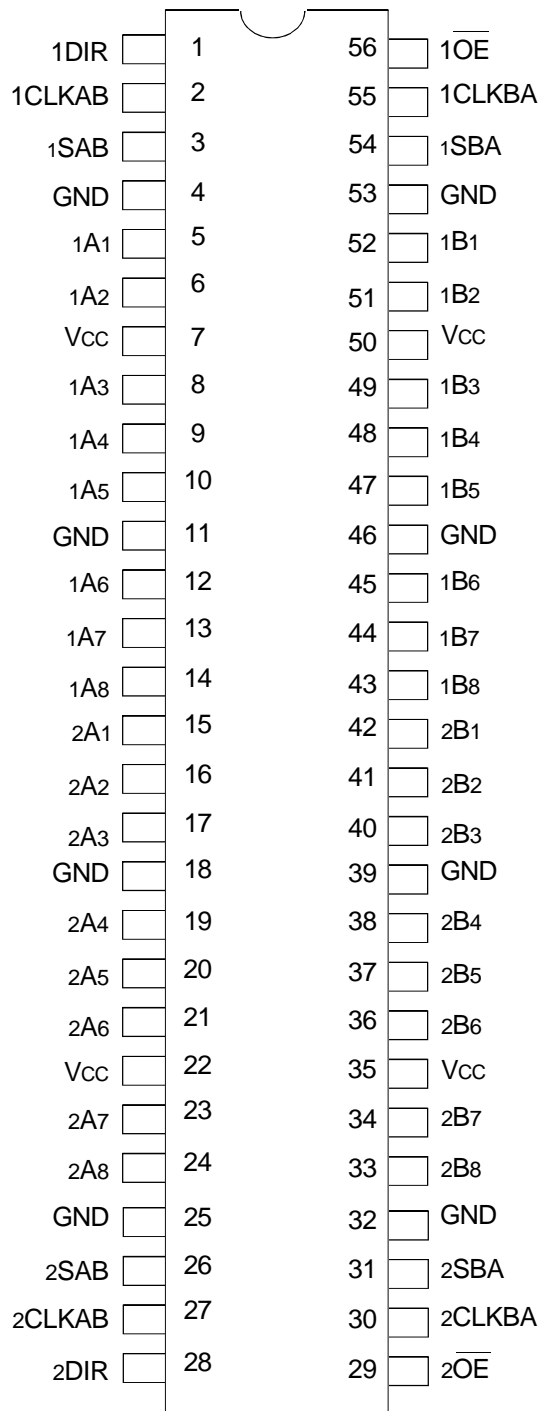 1DIR 1 56 1O̅E̅
1CLKAB 2 55 1CLKBA
1SAB 3 54 1SBA
GND 4 53 GND
1A1 5 52 1B1
1A2 6 51 1B2
VCC 7 50 VCC
1A3 8 49 1B3
1A4 9 48 1B4
1A5 10 47 1B5
GND 11 46 GND
1A6 12 45 1B6
1A7 13 44 1B7
1A8 14 43 1B8
2A1 15 42 2B1
2A2 16 41 2B2
2A3 17 40 2B3
GND 18 39 GND
2A4 19 38 2B4
2A5 20 37 2B5
2A6 21 36 2B6
VCC 22 35 VCC
2A7 23 34 2B7
2A8 24 33 2B8
GND 25 32 GND
2SAB 26 31 2SBA
2CLKAB 27 30 2CLKBA
2DIR 28 29 2O̅E̅